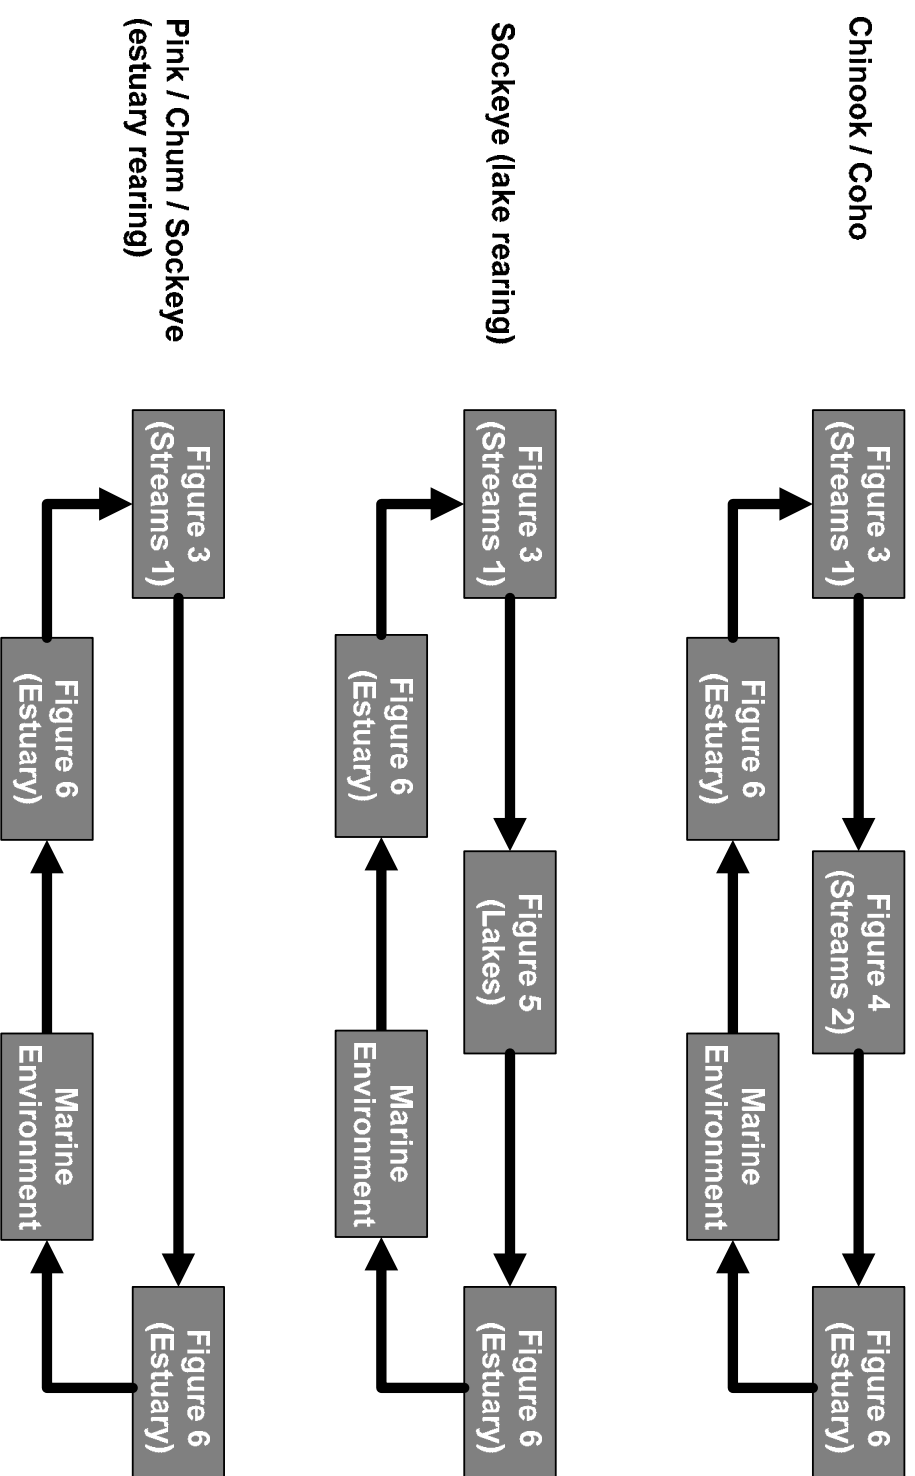 Chinook / Coho
Figure 3
(Streams 1)
Figure 4
(Streams 2)
Figure 6
(Estuary)
Figure 6
(Estuary)
Marine
Environment
Sockeye (lake rearing)
Figure 3
(Streams 1)
Figure 5
(Lakes)
Figure 6
(Estuary)
Figure 6
(Estuary)
Marine
Environment
Pink / Chum / Sockeye
(estuary rearing)
Figure 3
(Streams 1)
Figure 6
(Estuary)
Figure 6
(Estuary)
Marine
Environment